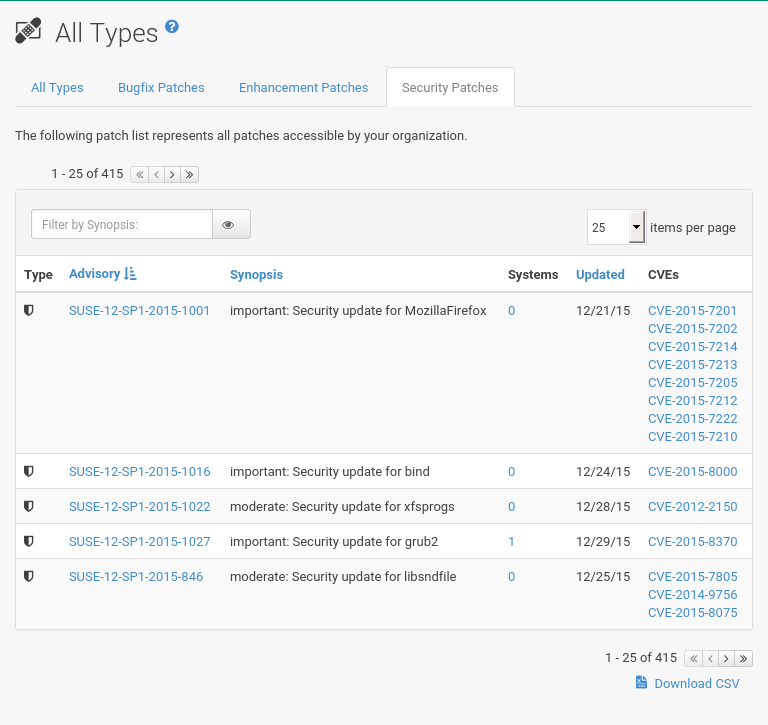 All Types
All Types Bugfix Patches Enhancement Patches Security Patches
The following patch list represents all patches accessible by your organization.
1 - 25 of 415
Filter by Synopsis: 25 items per page
Type Advisory Synopsis Systems Updated CVEs
SUSE-12-SP1-2015-1001 important: Security update for MozillaFirefox 0 12/21/15 CVE-2015-7201
CVE-2015-7202
CVE-2015-7214
CVE-2015-7213
CVE-2015-7205
CVE-2015-7212
CVE-2015-7222
CVE-2015-7210
SUSE-12-SP1-2015-1016 important: Security update for bind 0 12/24/15 CVE-2015-8000
SUSE-12-SP1-2015-1022 moderate: Security update for xfsprogs 0 12/28/15 CVE-2012-2150
SUSE-12-SP1-2015-1027 important: Security update for grub2 1 12/29/15 CVE-2015-8370
SUSE-12-SP1-2015-846 moderate: Security update for libsndfile 0 12/25/15 CVE-2015-7805
CVE-2014-9756
CVE-2015-8075
1 - 25 of 415
Download CSV